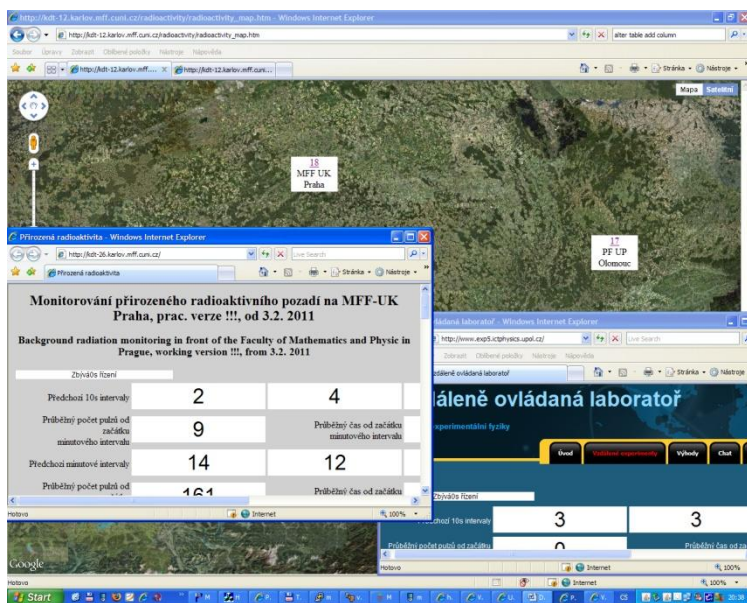 http://kdt-12.karlov.mff.cuni.cz/radioactivity/radioactivity_map.htm - Windows Internet Explorer
http://kdt-12.karlov.mff.cuni.cz/radioactivity/radioactivity_map.htm
alter table add column
Soubor Úpravy Zobrazit Oblíbené položky Nástroje Nápověda
http://kdt-12.karlov.mff....
http://kdt-12.karlov.mff.cuni...
Stránka
Nástroje
Mapa
Satelitní
18
MFF UK
Praha
17
PF UP
Olomouc
Přirozená radioaktivita - Windows Internet Explorer
http://kdt-26.karlov.mff.cuni.cz/
Live Search
Přirozená radioaktivita
Stránka
Nástroje
Monitorování přirozeného radioaktivního pozadí na MFF-UK
Praha, prac. verze !!!, od 3.2. 2011
Background radiation monitoring in front of the Faculty of Mathematics and Physic in
Prague, working version !!!, from 3.2. 2011
Zbývá0s řízení
Předchozí 10s intervaly
2
4
Průběžný počet pulzů od
začátku
minutového intervalu
9
Průběžný čas od začátku
minutového intervalu
Předchozí minutové intervaly
14
12
Průběžný počet pulzů od
161
Průběžný čas od začátku
Hotovo
Internet
100%
ovládaná laboratoř - Windows Internet Explorer
http://www.exp5.ictphysics.upol.cz/
Live Search
Zobrazit Oblíbené položky Nástroje Nápověda
zdáleně ovládaná laboratoř
Stránka
Nástroje
dáleně ovládaná laboratoř
experimentální fyziky
Úvod
Vzdálené experimenty
Výhody
Chat
Zbývá0s řízení
Předchozí 10s intervaly
3
3
Průběžný počet pulzů od začátku
0
Průběžný čas od za
Hotovo
Internet
100%
Google
Hotovo
Internet
100%
Start
CS
20:38